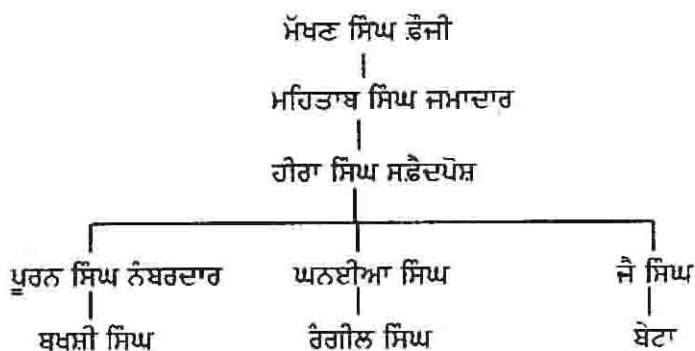 ਮੱਖਣ ਸਿੰਘ ਫ਼ੌਜੀ
ਮਹਿਤਾਬ ਸਿੰਘ ਜਮਾਦਾਰ
ਹੀਰਾ ਸਿੰਘ ਸਫ਼ੈਦਪੋਸ਼
ਪੂਰਨ ਸਿੰਘ ਨੰਬਰਦਾਰ ਘਨਈਆ ਸਿੰਘ ਜੈ ਸਿੰਘ
ਬਖਸ਼ੀ ਸਿੰਘ ਰੰਗੀਲ ਸਿੰਘ ਬੇਟਾ